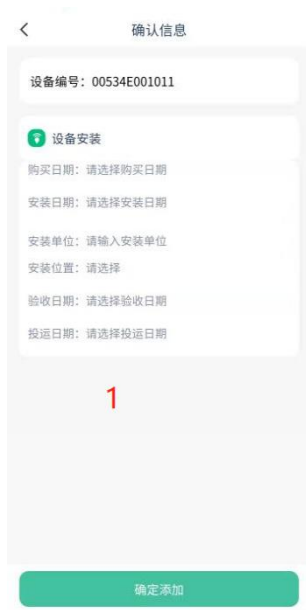 确认信息
设备编号：00534E001011
设备安装
购买日期：请选择购买日期
安装日期：请选择安装日期
安装单位：请输入安装单位
安装位置：请选择
验收日期：请选择验收日期
投运日期：请选择投运日期
1
确定添加